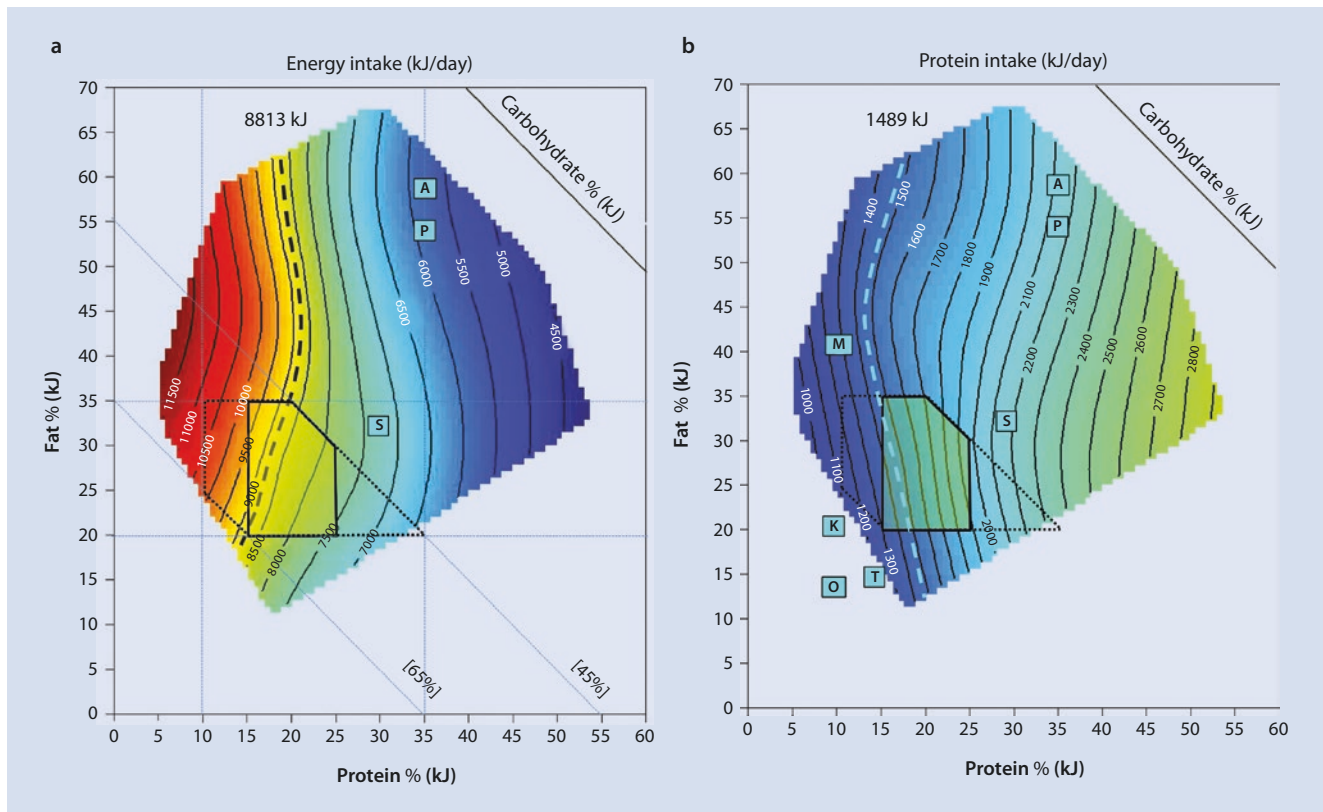 a
Energy intake (kJ/day)
Fat % (kJ)
70
65
60
55
50
45
40
35
30
25
20
15
10
5
0
8813 kJ
Carbohydrate % (kJ)
A
P
S
11500
11000
10500
10000
9500
9000
8500
8000
7500
7000
6500
6000
5500
5000
4500
[65%]
[45%]
0 5 10 15 20 25 30 35 40 45 50 55 60
Protein % (kJ)
b
Protein intake (kJ/day)
Fat % (kJ)
70
65
60
55
50
45
40
35
30
25
20
15
10
5
0
1489 kJ
Carbohydrate % (kJ)
A
P
M
S
K
O
T
1000
1100
1200
1300
1400
1500
1600
1700
1800
1900
2000
2100
2200
2300
2400
2500
2600
2700
2800
0 5 10 15 20 25 30 35 40 45 50 55 60
Protein % (kJ)